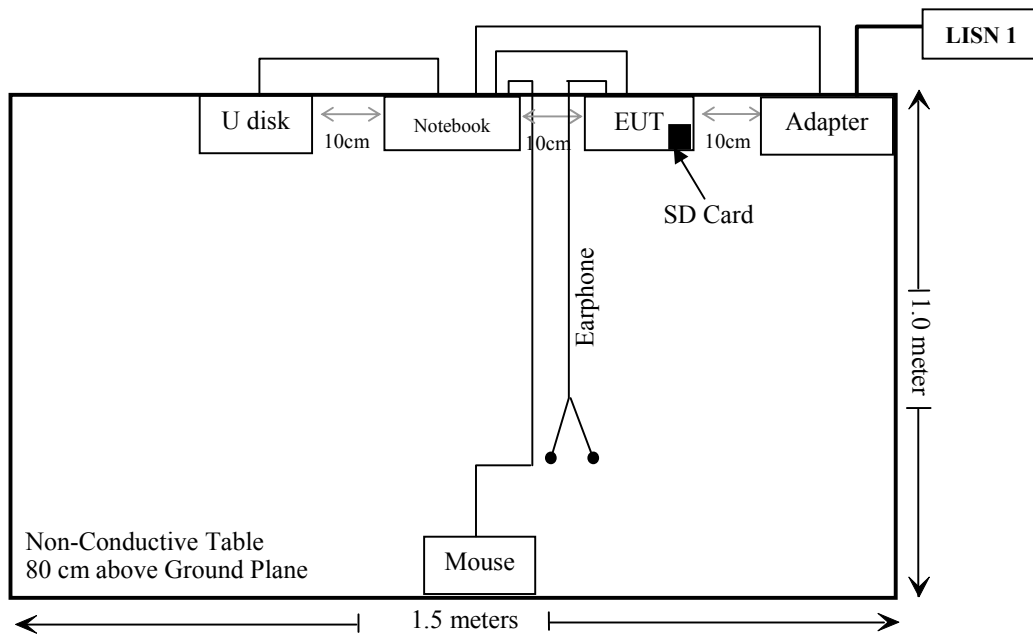 LISN 1
U disk
Notebook
EUT
Adapter
10cm
10cm
10cm
SD Card
Earphone
1.0 meter
Non-Conductive Table
80 cm above Ground Plane
Mouse
1.5 meters